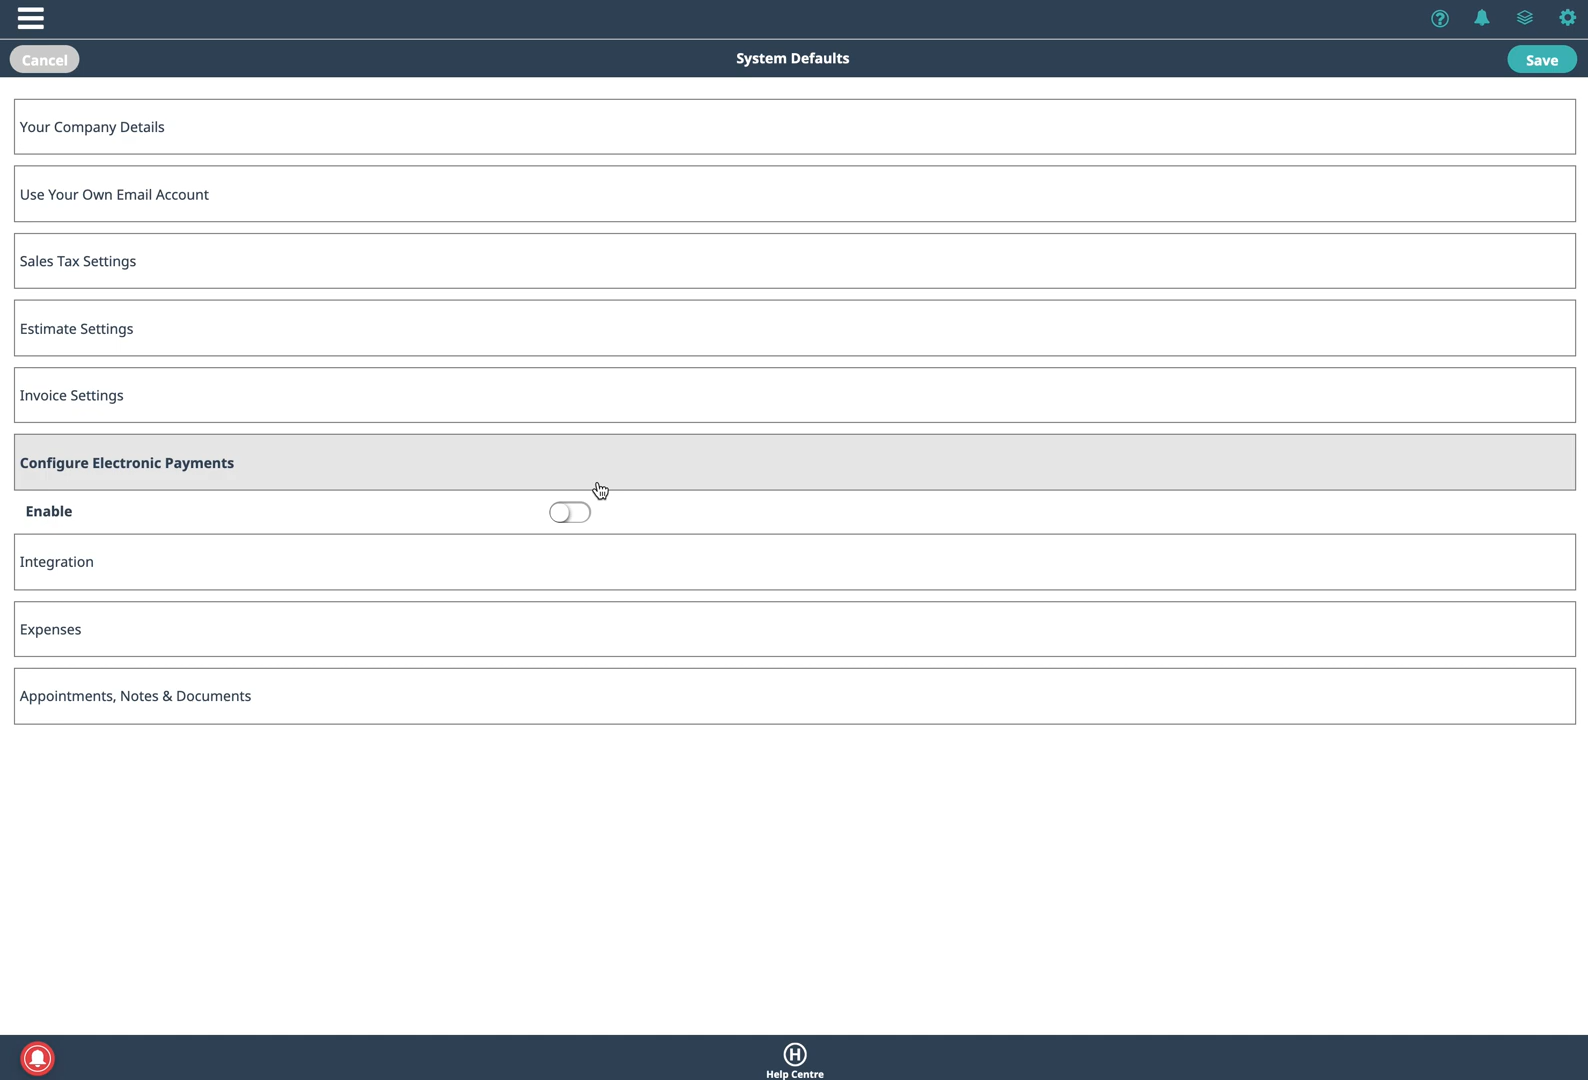 Cancel
System Defaults
Save
Your Company Details
Use Your Own Email Account
Sales Tax Settings
Estimate Settings
Invoice Settings
Configure Electronic Payments
Enable
Integration
Expenses
Appointments, Notes & Documents
H
Help Centre